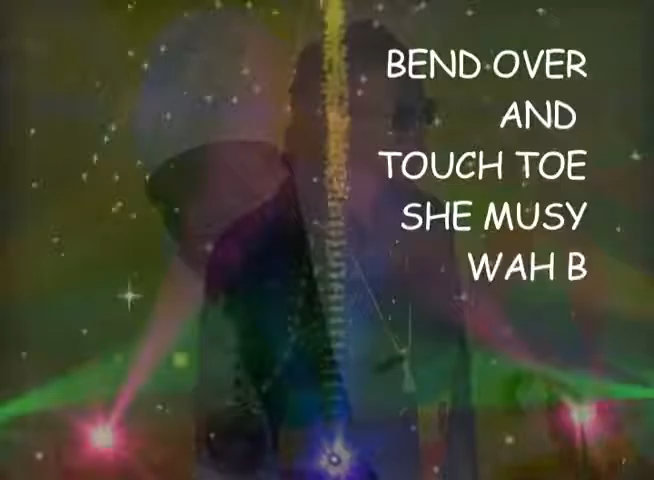 BEND OVER
AND
TOUCH TOE
SHE MUSY
WAH B